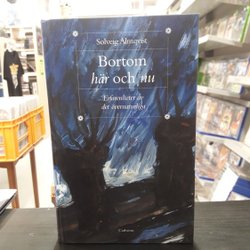 Solveig Almqvist
Bortom
här och nu
Erfarenheter av
det övernaturliga